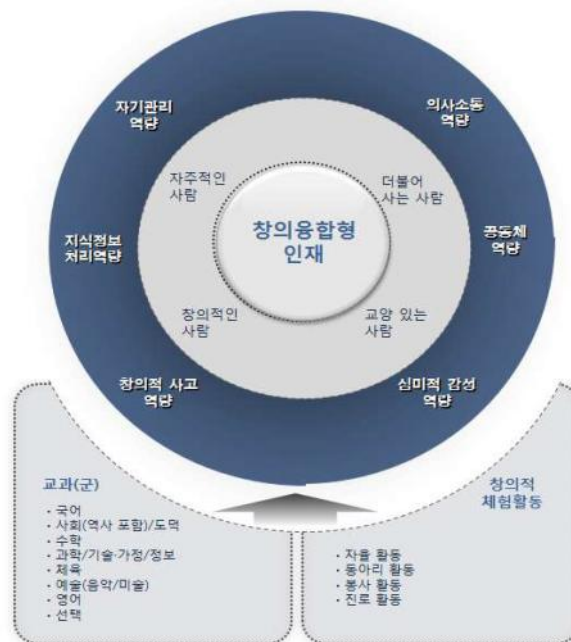 자기관리
역량
의사소통
역량
자주적인
사람
더불어
사는 사람
창의융합형
인재
지식정보
처리역량
공동체
역량
창의적인
사람
교양 있는
사람
창의적 사고
역량
심미적 감성
역량
교과(군)
· 국어
· 사회(역사 포함)/도덕
· 수학
· 과학/기술·가정/정보
· 체육
· 예술(음악/미술)
· 영어
· 선택
창의적
체험활동
· 자율 활동
· 동아리 활동
· 봉사 활동
· 진로 활동